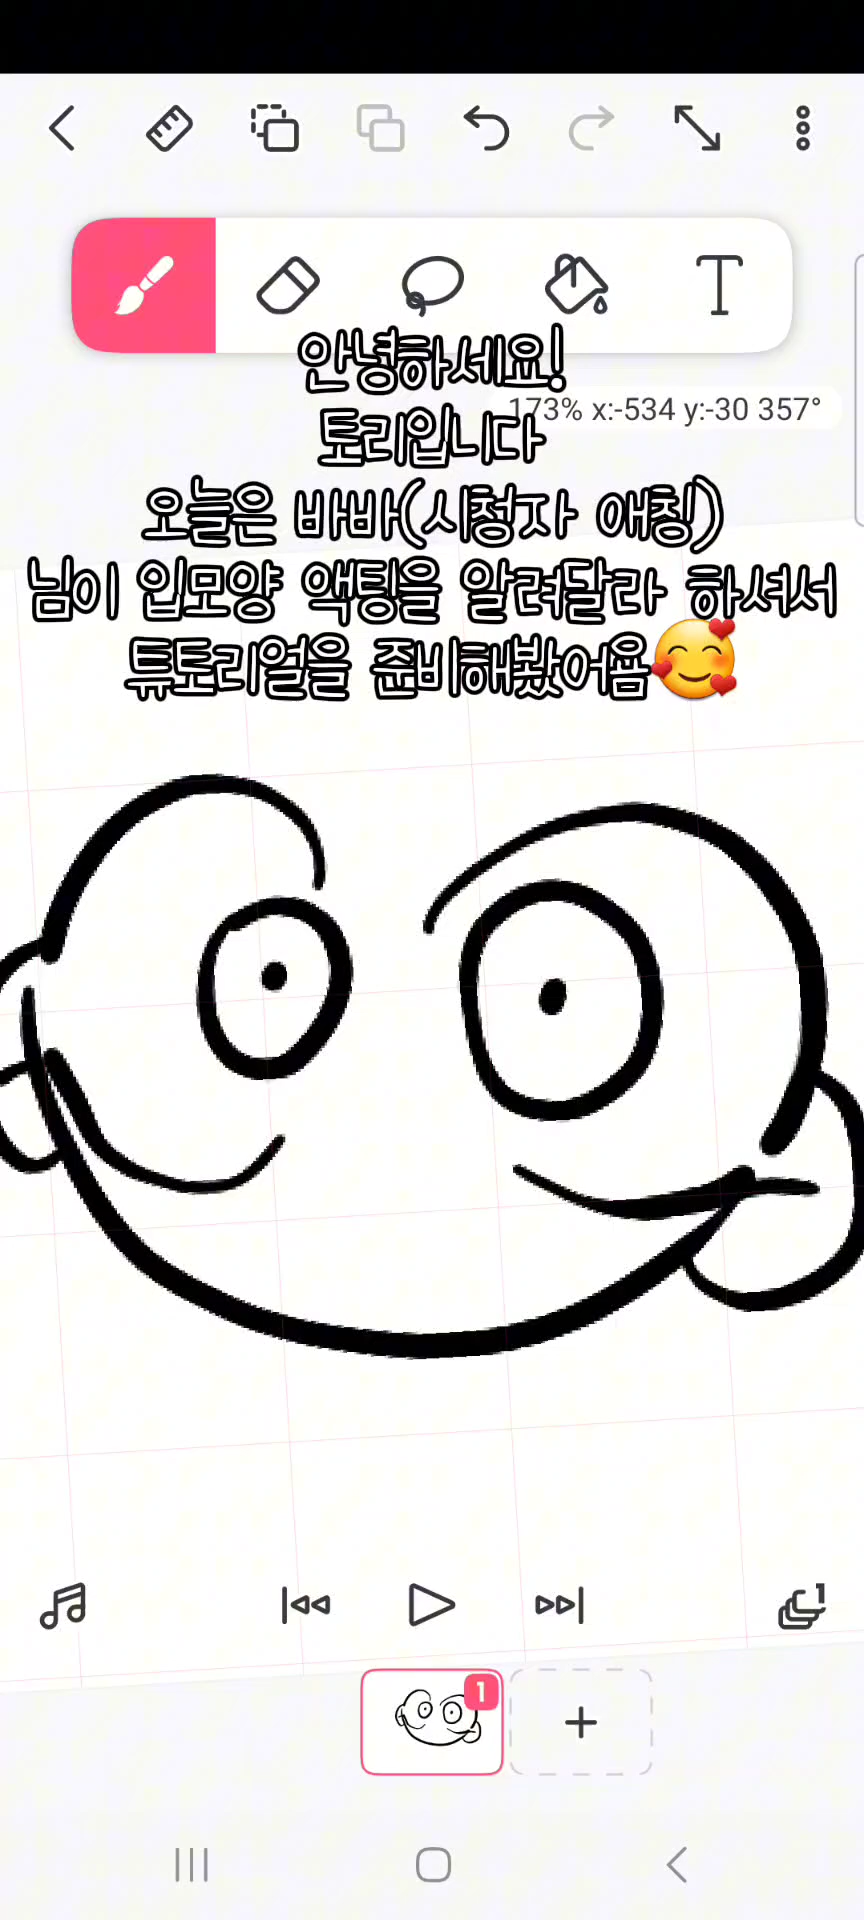 T
안녕하세요!
173% x:-534 y:-30 357°
토리입니다
오늘은 바바(시청자 애칭)
님이 입모양 액팅을 알려달라 하셔서
튜토리얼을 준비해봤어욤🥰
1
1